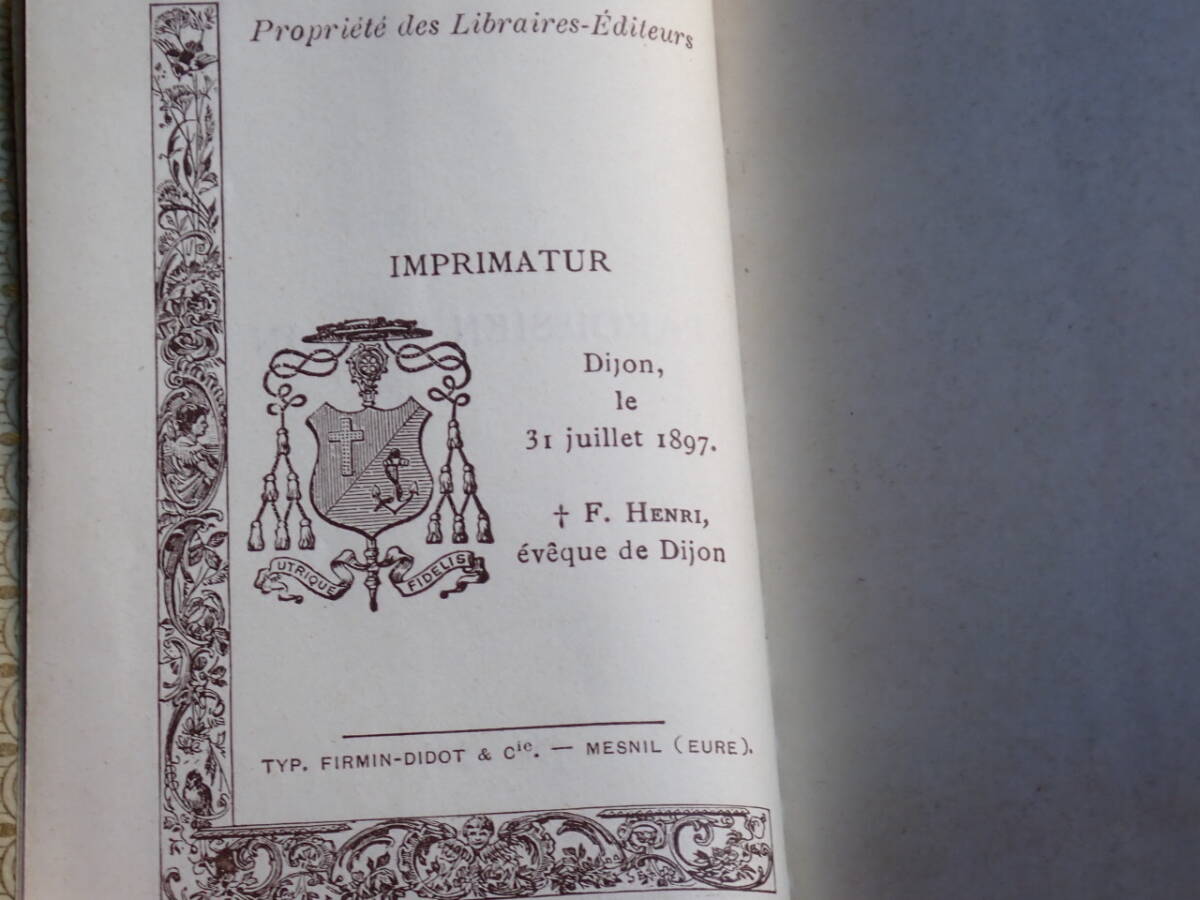 Propriété des Libraires-Éditeurs
IMPRIMATUR
Dijon,
le
31 juillet 1897.
† F. HENRI,
évêque de Dijon
UTRIQUE FIDELIS
TYP. FIRMIN-DIDOT & Cie. — MESNIL (EURE).